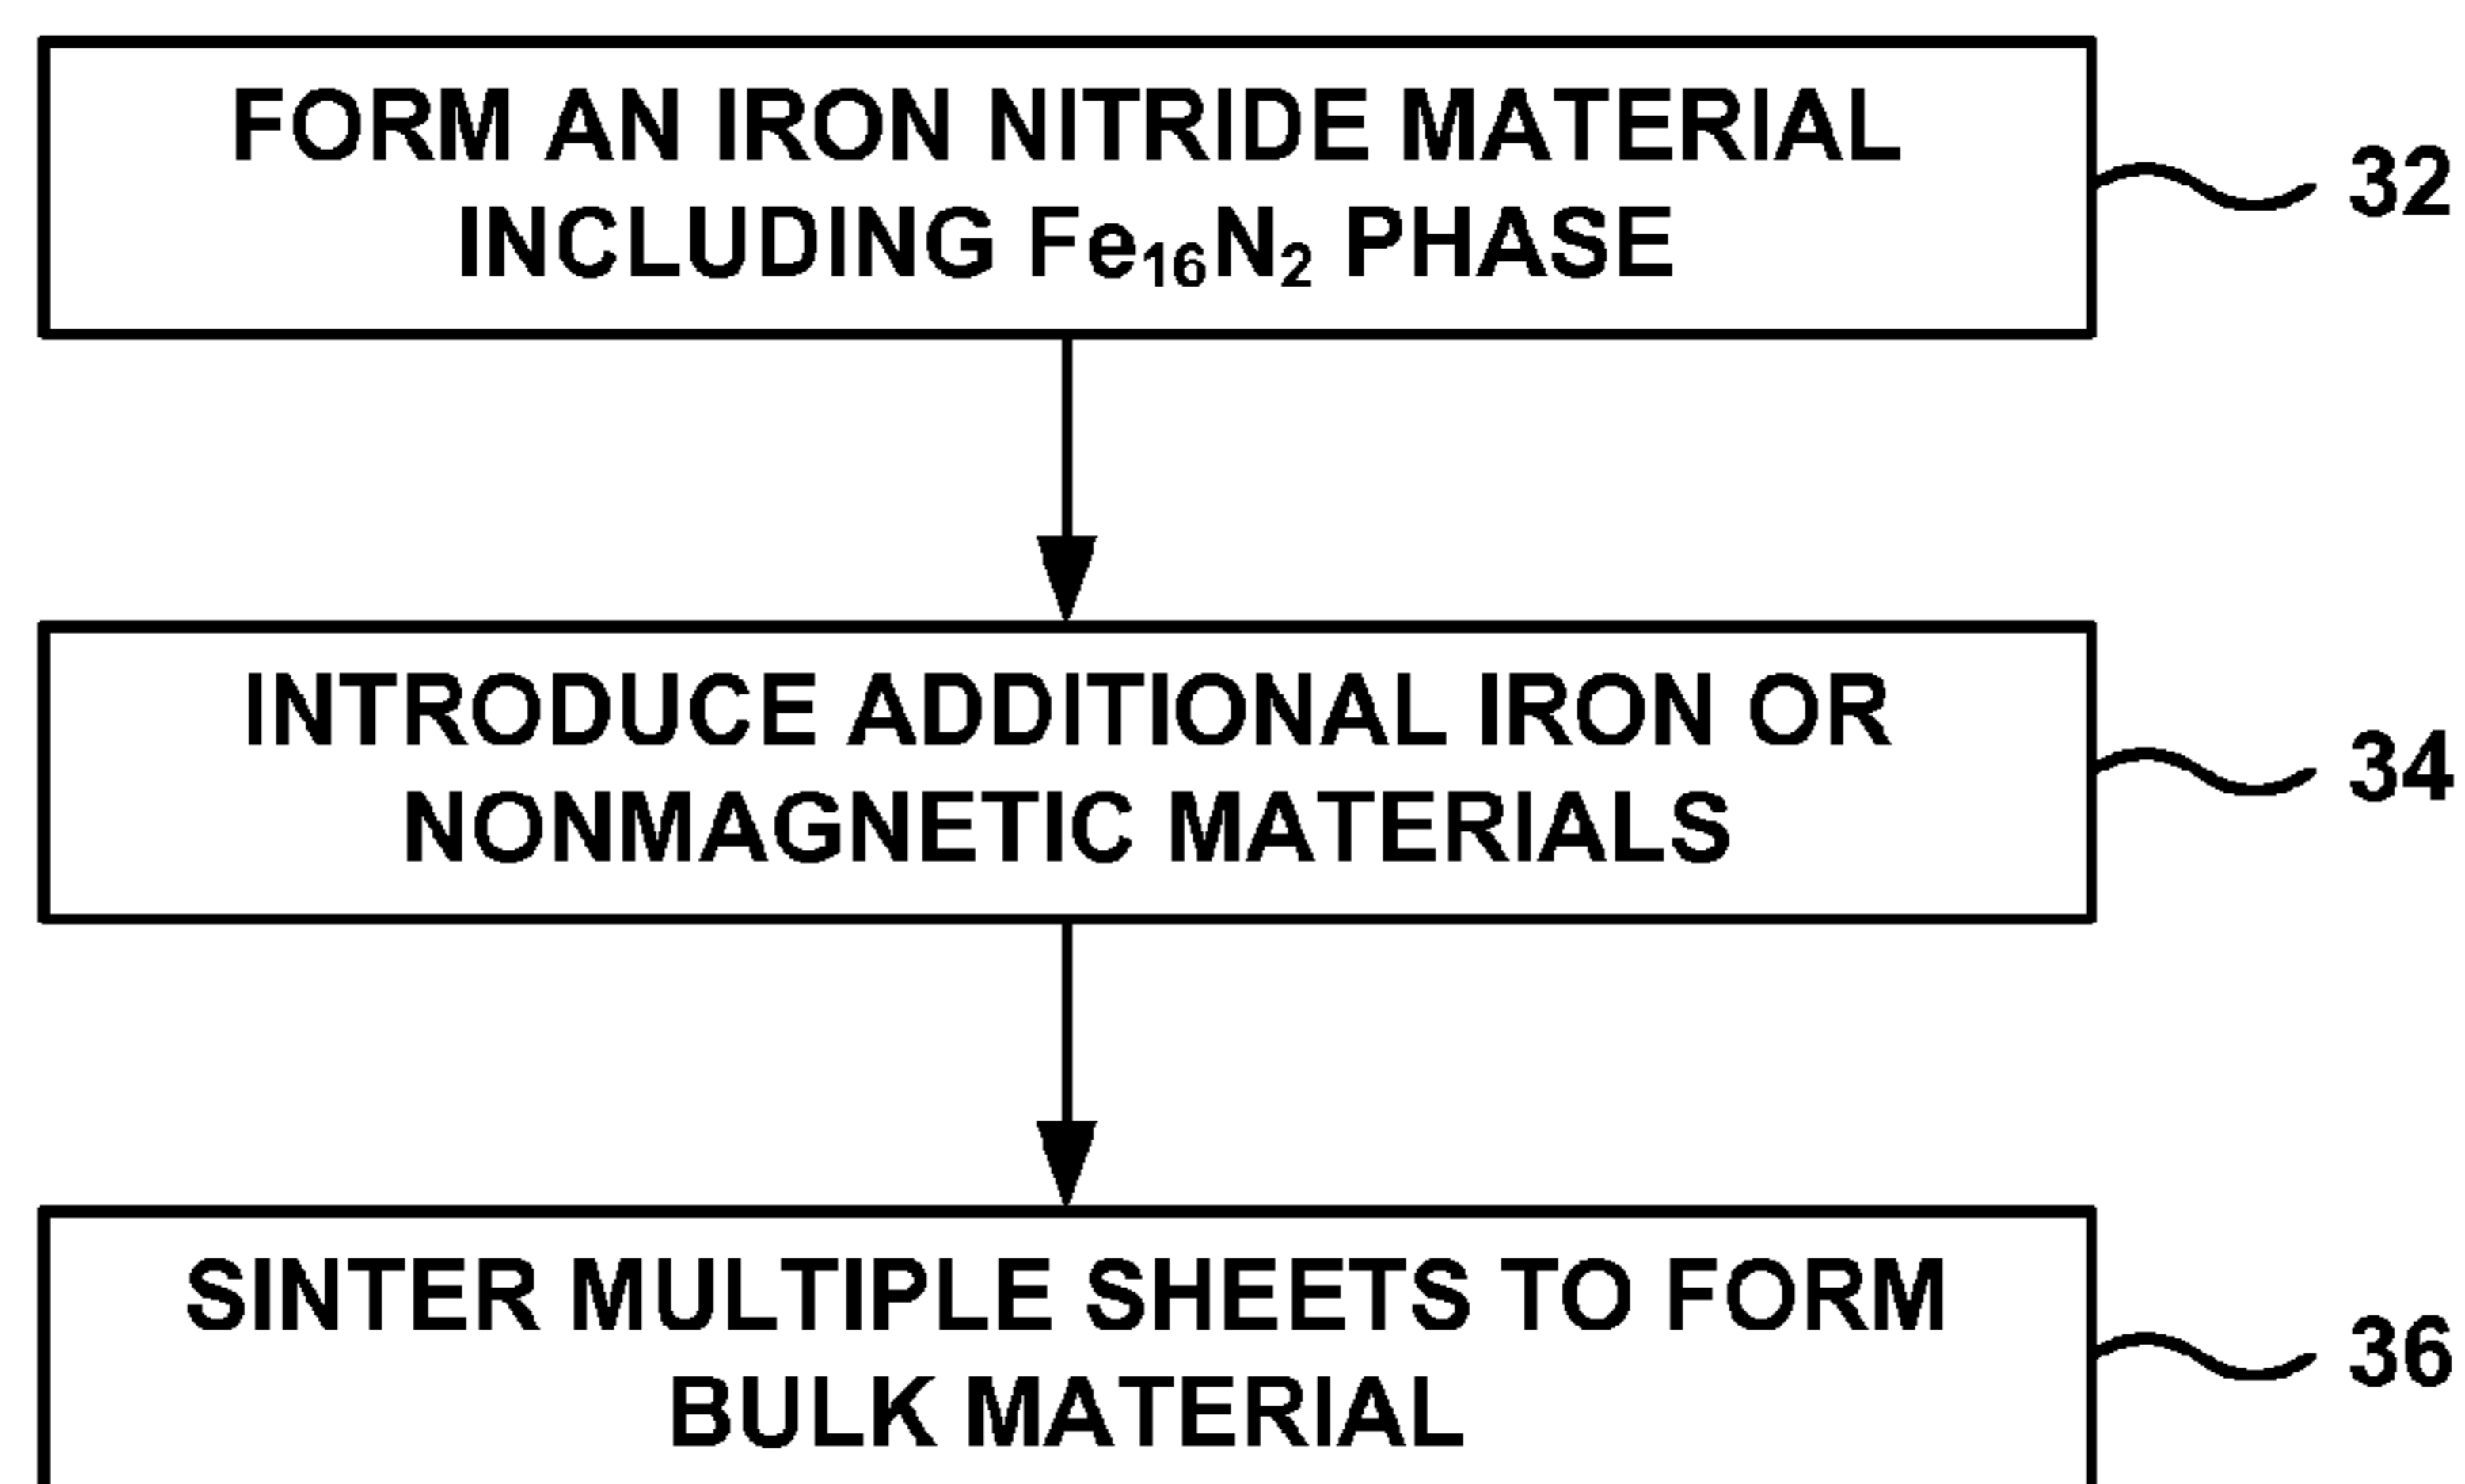 FORM AN IRON NITRIDE MATERIAL
INCLUDING Fe₁₆N₂ PHASE
32
INTRODUCE ADDITIONAL IRON OR
NONMAGNETIC MATERIALS
34
SINTER MULTIPLE SHEETS TO FORM
BULK MATERIAL
36